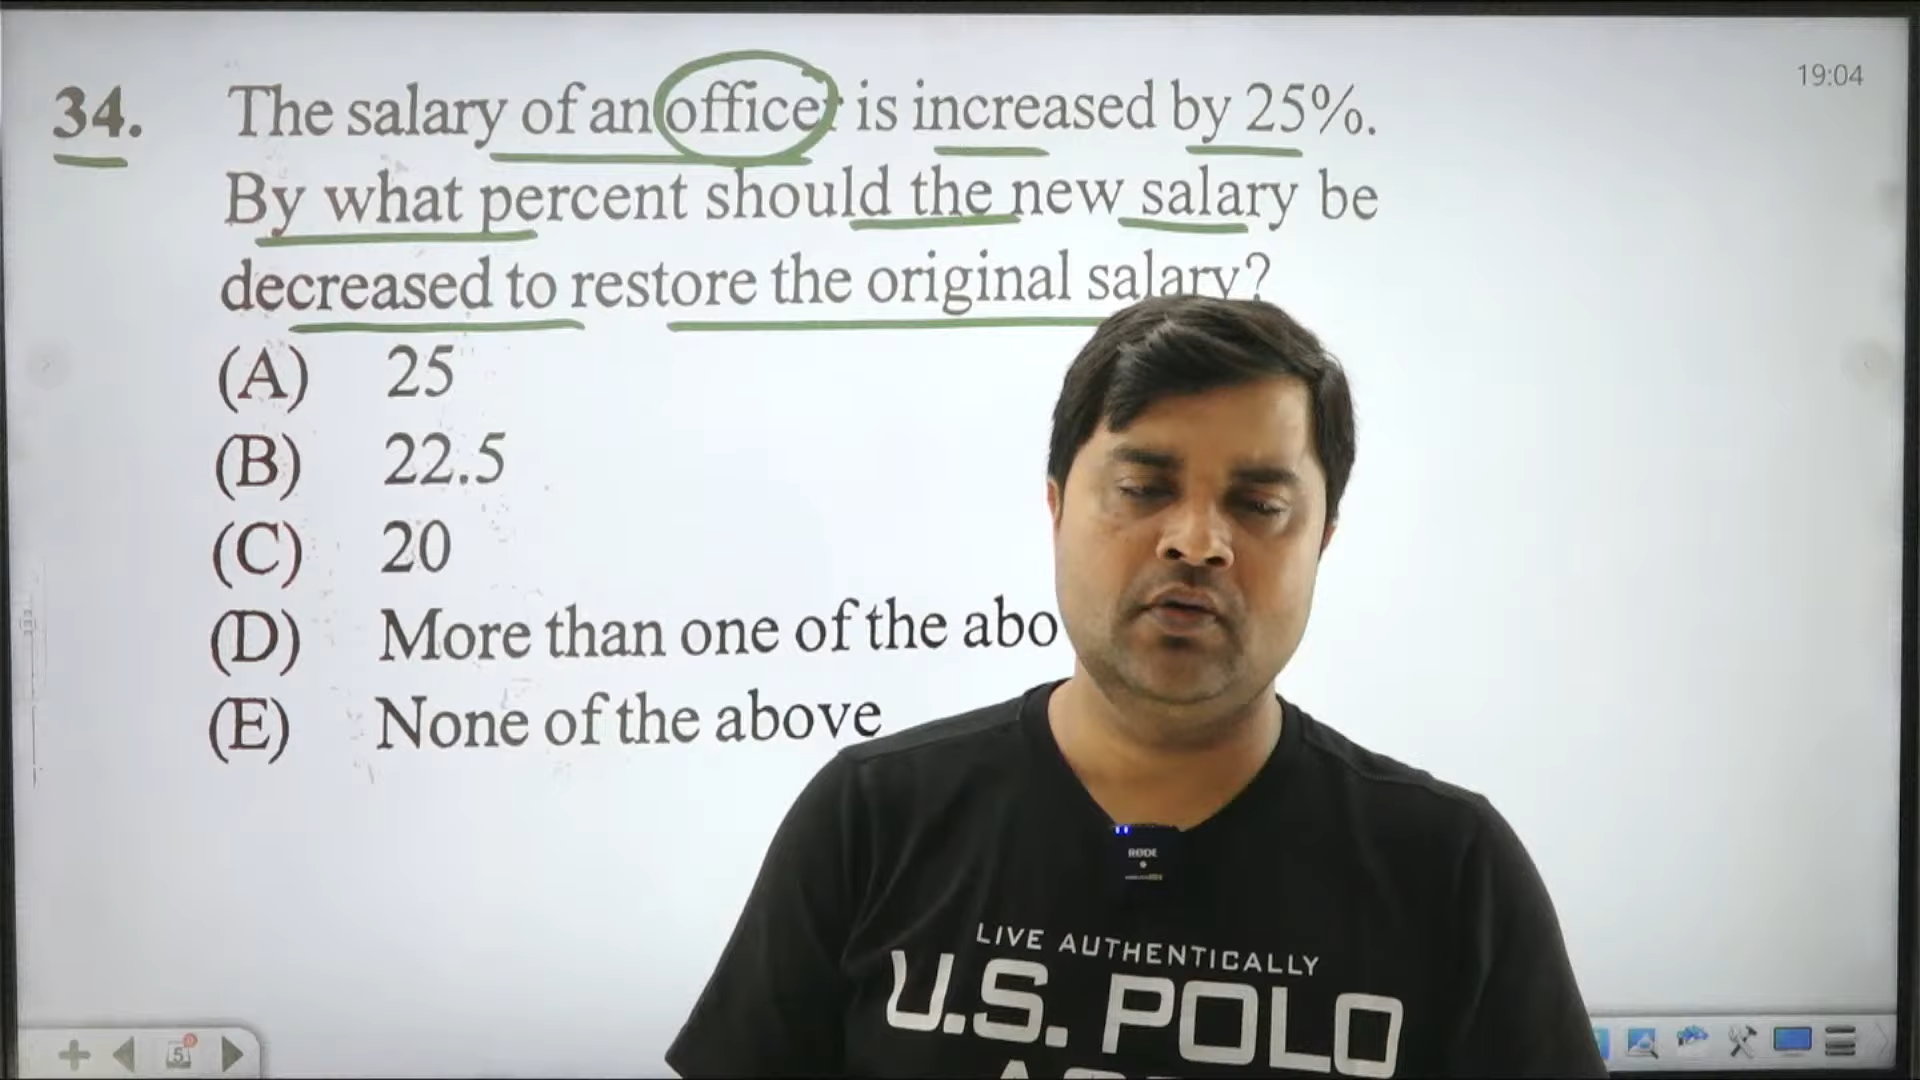 19:04
34. The salary of an officer is increased by 25%.
By what percent should the new salary be
decreased to restore the original salary?
(A) 25
(B) 22.5
(C) 20
(D) More than one of the abo
(E) None of the above
RØDE
LIVE AUTHENTICALLY
U.S. POLO
5